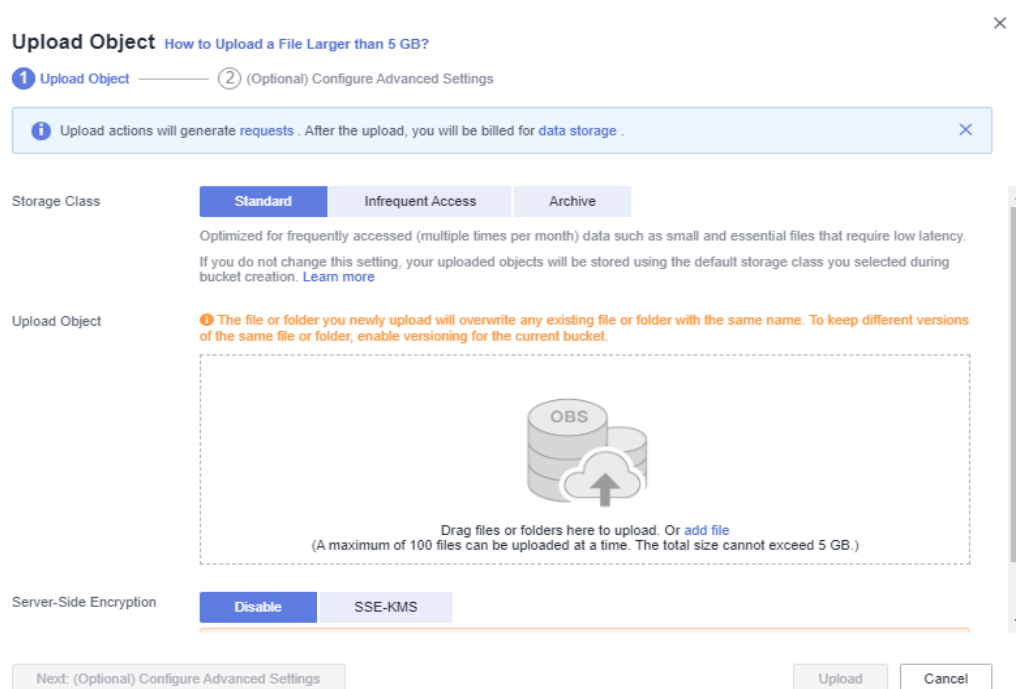 Upload Object How to Upload a File Larger than 5 GB?
1 Upload Object 2 (Optional) Configure Advanced Settings
Upload actions will generate requests . After the upload, you will be billed for data storage .
Storage Class Standard Infrequent Access Archive
Optimized for frequently accessed (multiple times per month) data such as small and essential files that require low latency.
If you do not change this setting, your uploaded objects will be stored using the default storage class you selected during
bucket creation. Learn more
Upload Object The file or folder you newly upload will overwrite any existing file or folder with the same name. To keep different versions
of the same file or folder, enable versioning for the current bucket.
OBS
Drag files or folders here to upload. Or add file
(A maximum of 100 files can be uploaded at a time. The total size cannot exceed 5 GB.)
Server-Side Encryption Disable SSE-KMS
Next: (Optional) Configure Advanced Settings Upload Cancel